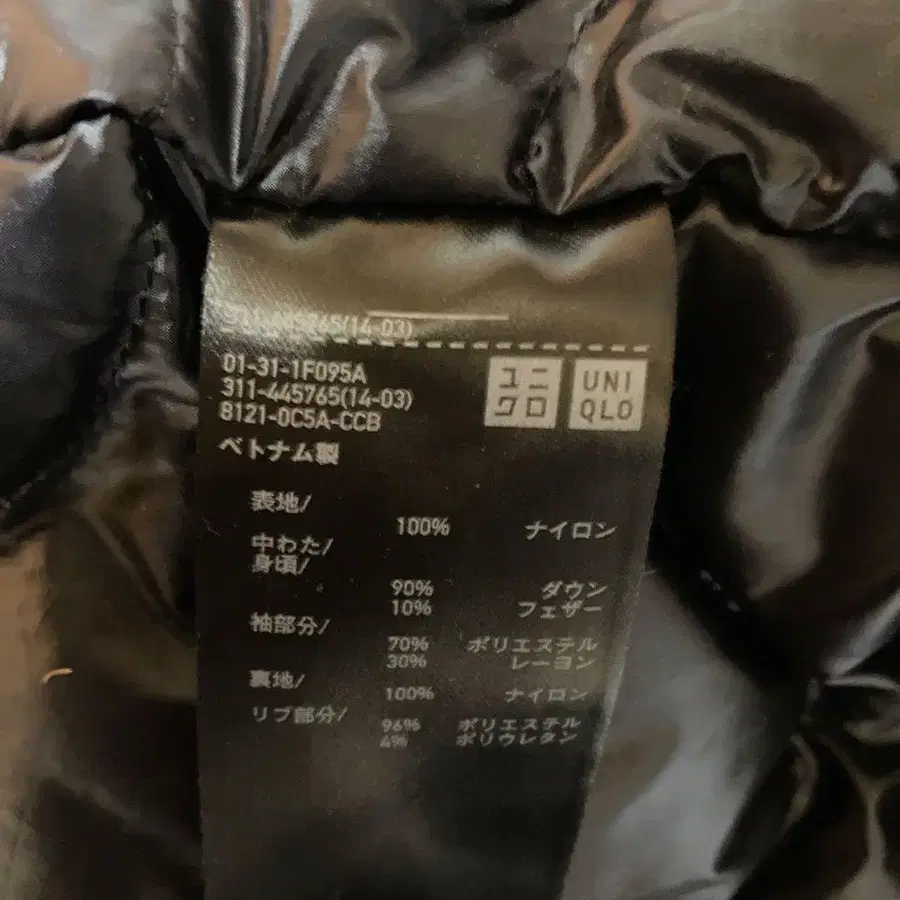 311-445765(14-03)
01-31-1F095A
311-445765(14-03)
8121-0C5A-CCB
ベトナム製
ユニ
クロ
UNI
QLO
表地/
100% ナイロン
中わた/
身頃/
90% ダウン
10% フェザー
袖部分/
70% ポリエステル
30% レーヨン
裏地/
100% ナイロン
リブ部分/
96% ポリエステル
4% ポリウレタン